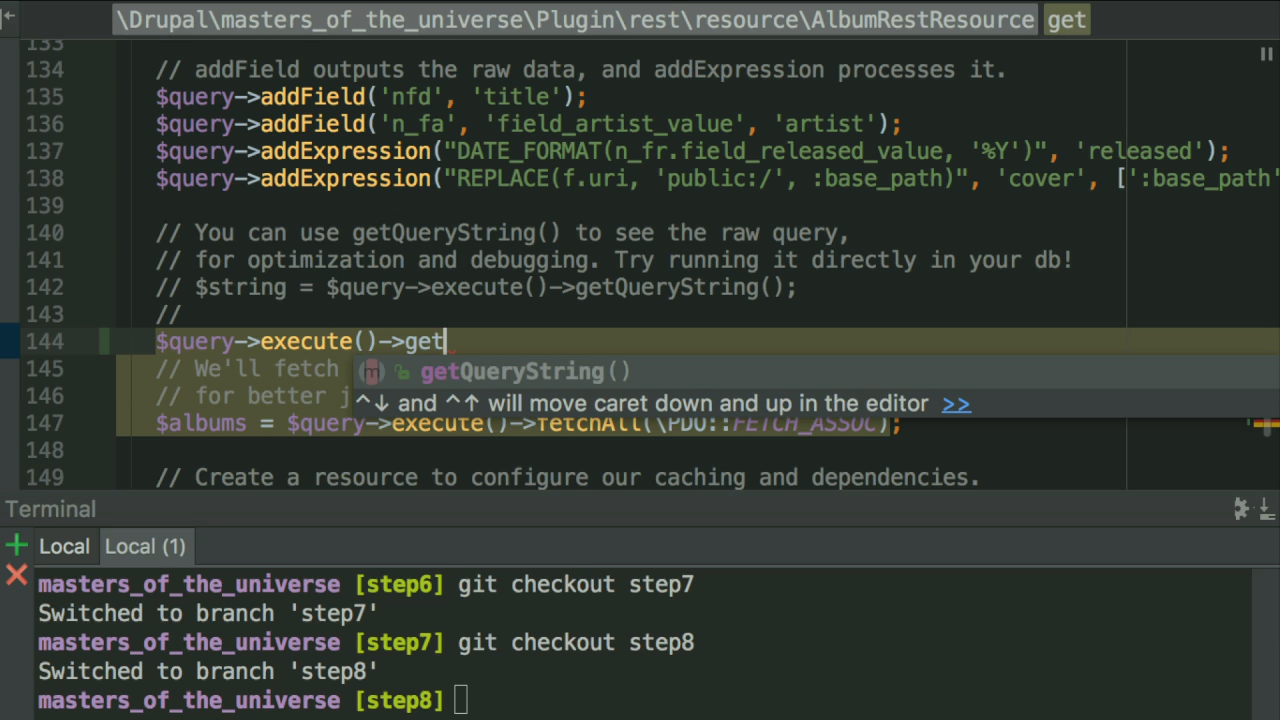 \Drupal\masters_of_the_universe\Plugin\rest\resource\AlbumRestResource get
133
134 // addField outputs the raw data, and addExpression processes it.
135 $query->addField('nfd', 'title');
136 $query->addField('n_fa', 'field_artist_value', 'artist');
137 $query->addExpression("DATE_FORMAT(n_fr.field_released_value, '%Y')", 'released');
138 $query->addExpression("REPLACE(f.uri, 'public:/', :base_path)", 'cover', [':base_path'
139
140 // You can use getQueryString() to see the raw query,
141 // for optimization and debugging. Try running it directly in your db!
142 // $string = $query->execute()->getQueryString();
143 //
144 $query->execute()->get
145 // We'll fetch
m getQueryString()
146 // for better j
^↓ and ^↑ will move caret down and up in the editor >>
147 $albums = $query->execute()->fetchAll(\PDO::FETCH_ASSOC);
148
149 // Create a resource to configure our caching and dependencies.
Terminal
Local Local (1)
masters_of_the_universe [step6] git checkout step7
Switched to branch 'step7'
masters_of_the_universe [step7] git checkout step8
Switched to branch 'step8'
masters_of_the_universe [step8]